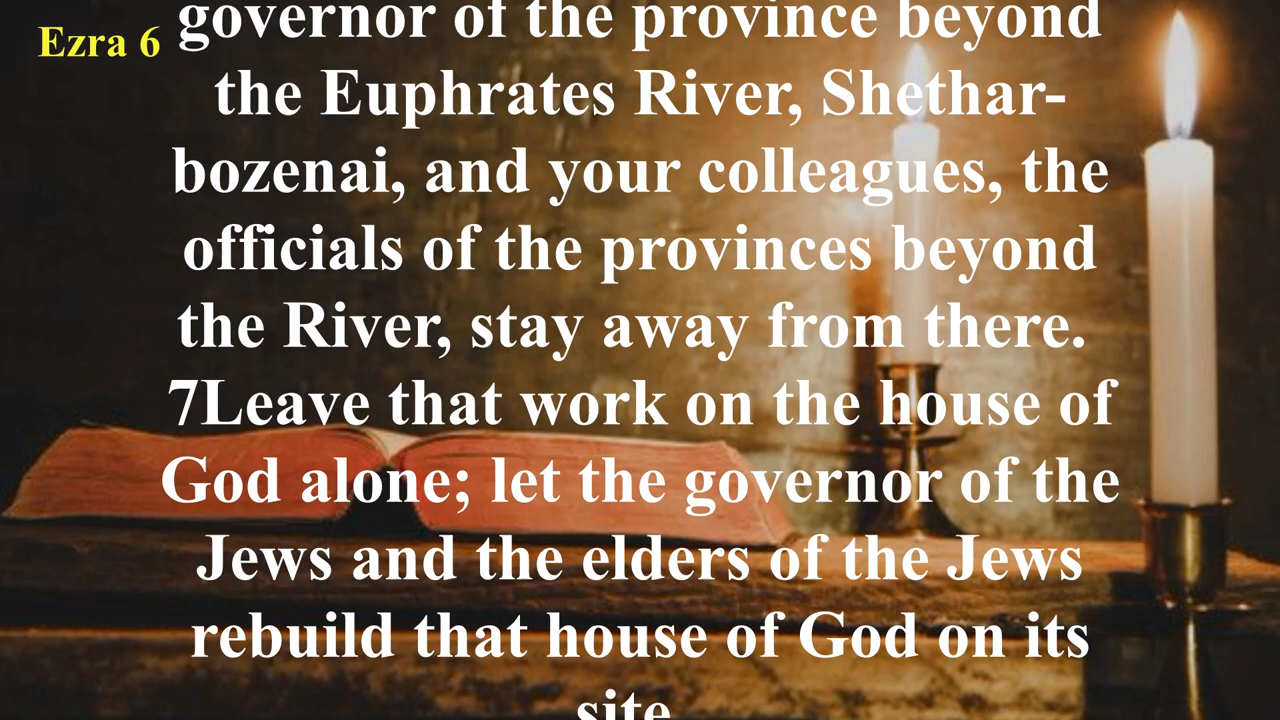 Ezra 6
governor of the province beyond
the Euphrates River, Shethar-
bozenai, and your colleagues, the
officials of the provinces beyond
the River, stay away from there.
7Leave that work on the house of
God alone; let the governor of the
Jews and the elders of the Jews
rebuild that house of God on its
site